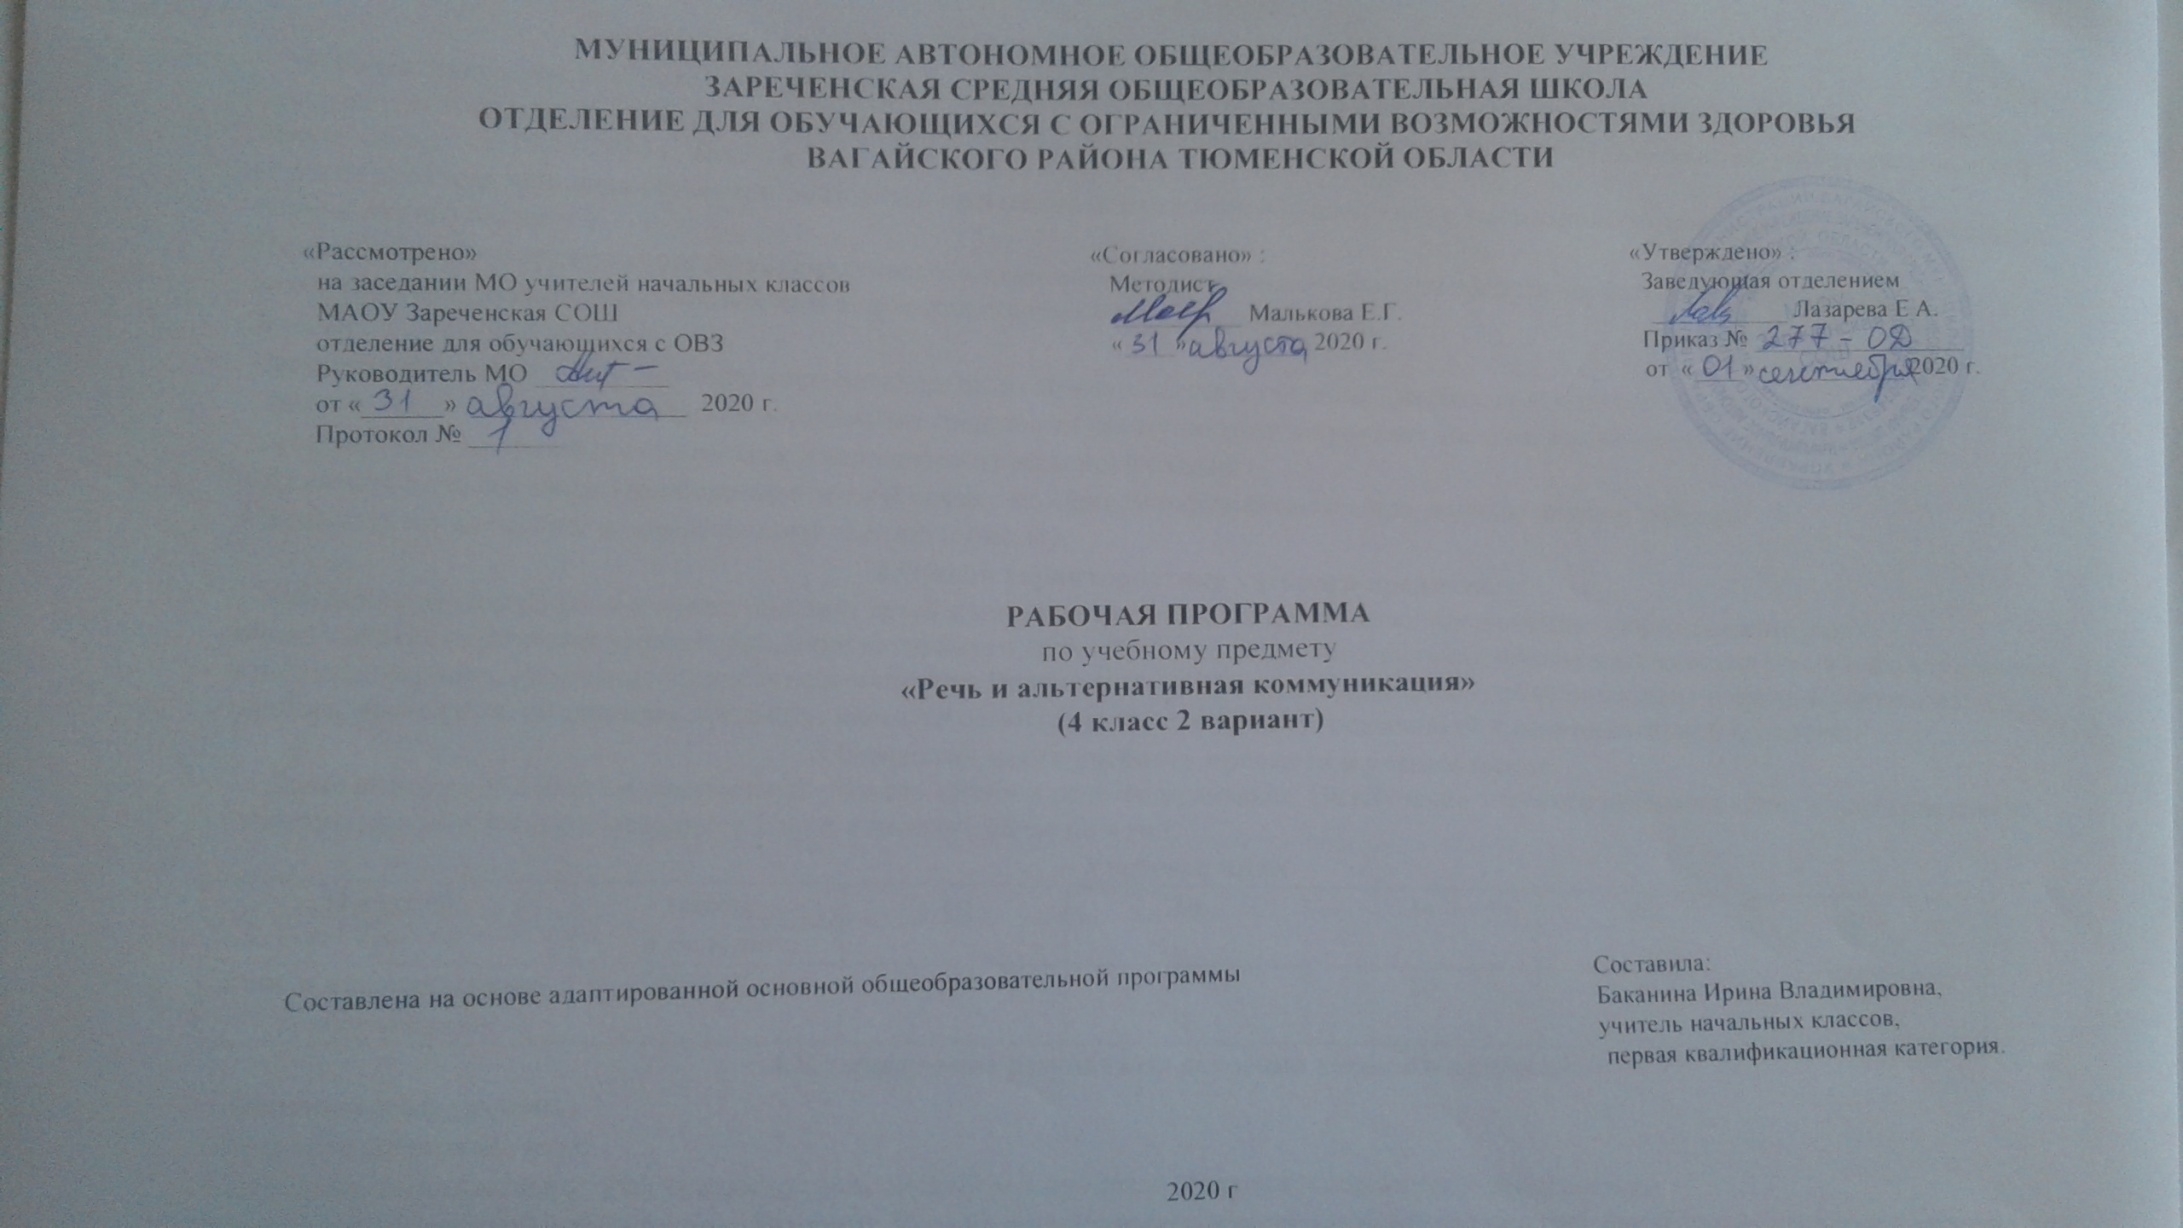 МУНИЦИПАЛЬНОЕ АВТОНОМНОЕ ОБЩЕОБРАЗОВАТЕЛЬНОЕ УЧРЕЖДЕНИЕ
ЗАРЕЧЕНСКАЯ СРЕДНЯЯ ОБЩЕОБРАЗОВАТЕЛЬНАЯ ШКОЛА
ОТДЕЛЕНИЕ ДЛЯ ОБУЧАЮЩИХСЯ С ОГРАНИЧЕННЫМИ ВОЗМОЖНОСТЯМИ ЗДОРОВЬЯ
ВАГАЙСКОГО РАЙОНА ТЮМЕНСКОЙ ОБЛАСТИ
«Рассмотрено»
на заседании МО учителей начальных классов
МАОУ Зареченская СОШ
отделение для обучающихся с ОВЗ
Руководитель МО
от « 31 » августа 2020 г.
Протокол № 1
«Согласовано» :
Методист
Малькова Е.Г.
« 31 » августа 2020 г.
«Утверждено» :
Заведующая отделением
Лазарева Е А.
Приказ № 277 - ОД
от « 01 » сентября 2020 г.
РАБОЧАЯ ПРОГРАММА
по учебному предмету
«Речь и альтернативная коммуникация»
(4 класс 2 вариант)
Составлена на основе адаптированной основной общеобразовательной программы
Составила:
Баканина Ирина Владимировна,
учитель начальных классов,
первая квалификационная категория.
2020 г